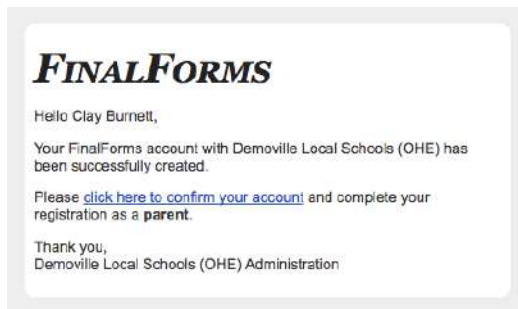 FINALFORMS
Hello Clay Burnett,
Your FinalForms account with Demoville Local Schools (OHE) has
been successfully created.
Please click here to confirm your account and complete your
registration as a parent.
Thank you,
Demoville Local Schools (OHE) Administration